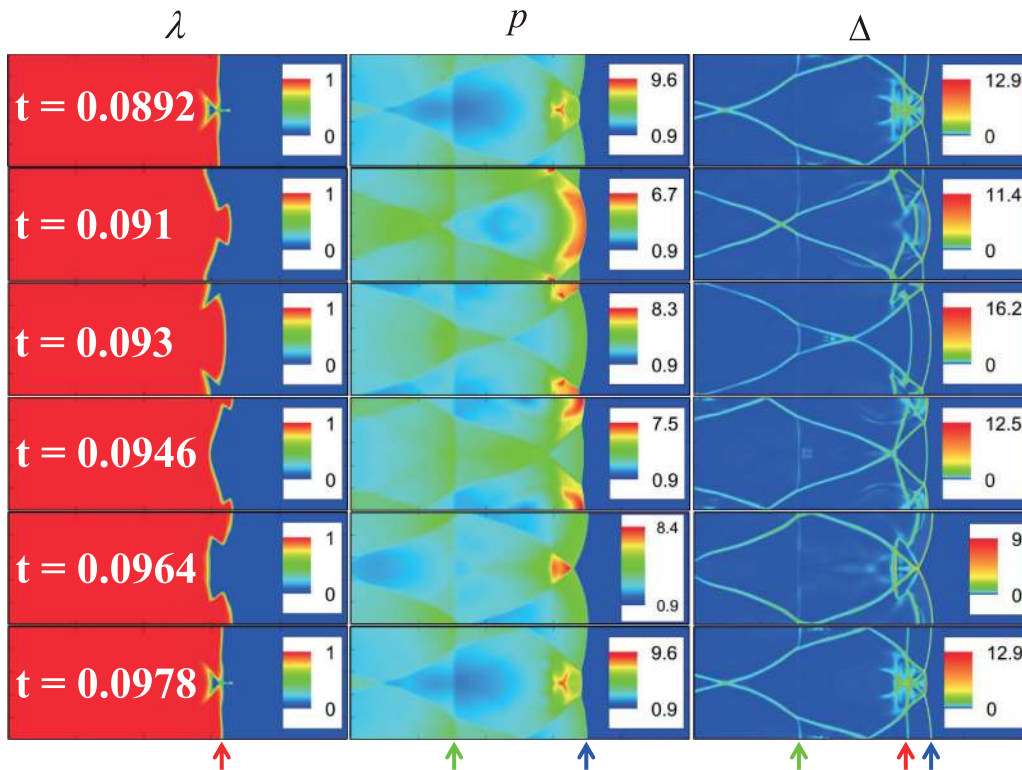 λ p Δ
t = 0.0892 1 0 9.6 0.9 12.9 0
t = 0.091 1 0 6.7 0.9 11.4 0
t = 0.093 1 0 8.3 0.9 16.2 0
t = 0.0946 1 0 7.5 0.9 12.5 0
t = 0.0964 1 0 8.4 0.9 9 0
t = 0.0978 1 0 9.6 0.9 12.9 0